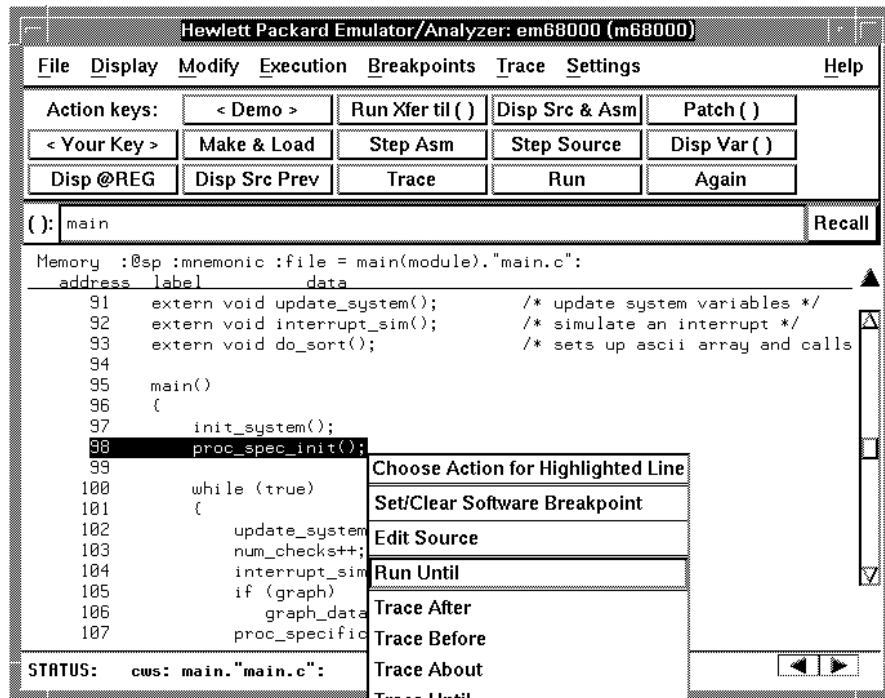 Hewlett Packard Emulator/Analyzer: em68000 (m68000)
File Display Modify Execution Breakpoints Trace Settings Help
Action keys: < Demo > Run Xfer til ( ) Disp Src & Asm Patch ( )
< Your Key > Make & Load Step Asm Step Source Disp Var ( )
Disp @REG Disp Src Prev Trace Run Again
( ): main Recall
Memory :@sp :mnemonic :file = main(module)."main.c":
address label data
91 extern void update_system(); /* update system variables */
92 extern void interrupt_sim(); /* simulate an interrupt */
93 extern void do_sort(); /* sets up ascii array and calls
94
95 main()
96 {
97 init_system();
98 proc_spec_init();
99
100 while (true)
101 {
102 update_system
103 num_checks++;
104 interrupt_sim
105 if (graph)
106 graph_data
107 proc_specific
Choose Action for Highlighted Line
Set/Clear Software Breakpoint
Edit Source
Run Until
Trace After
Trace Before
Trace About
Trace Until
STATUS: cws: main."main.c":